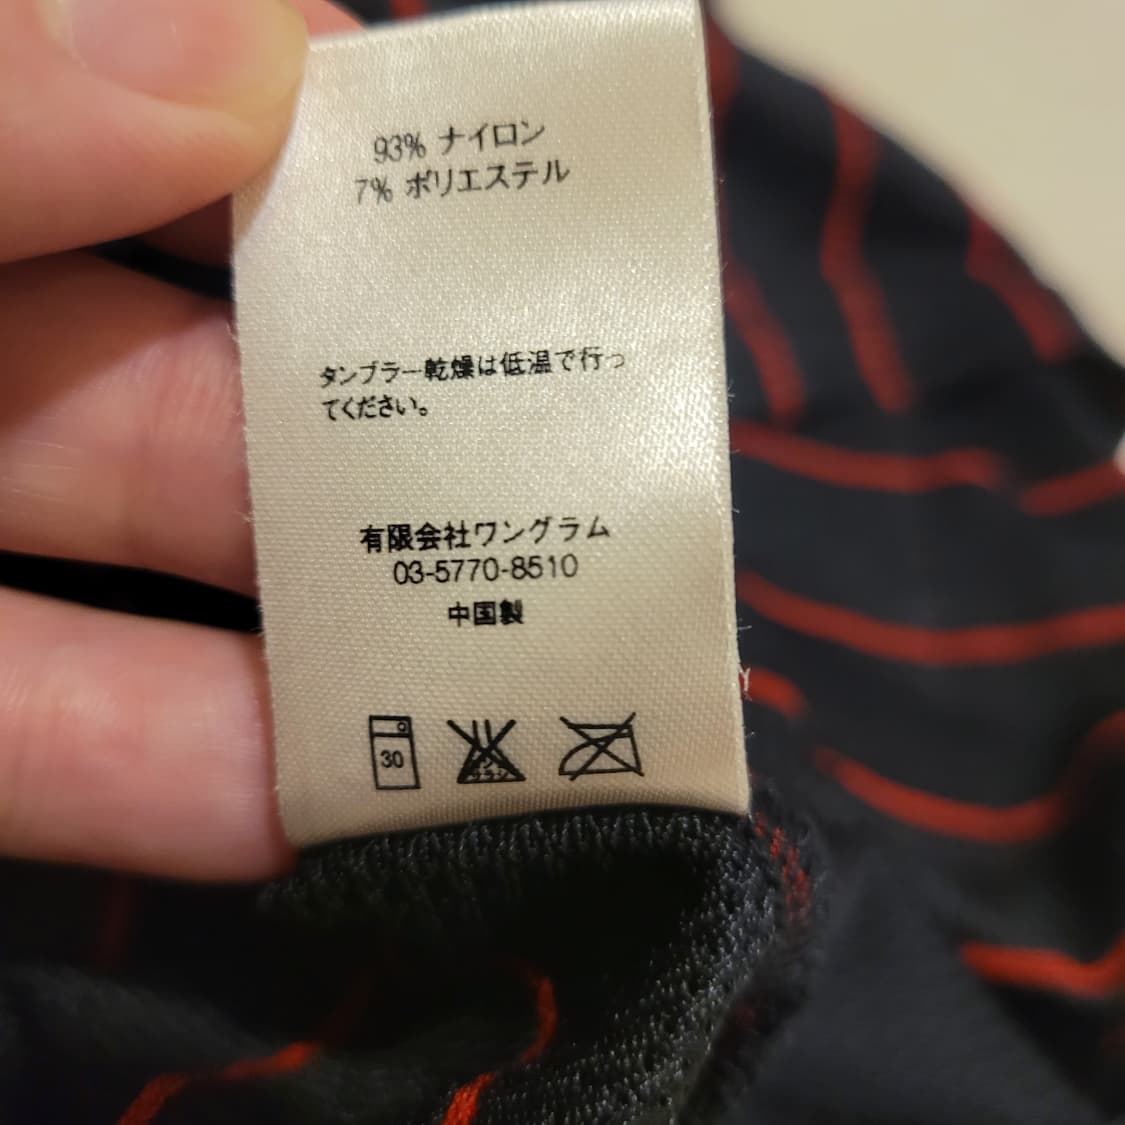 93% ナイロン
7% ポリエステル
タンブラー乾燥は低温で行っ
てください。
有限会社ワングラム
03-5770-8510
中国製
30